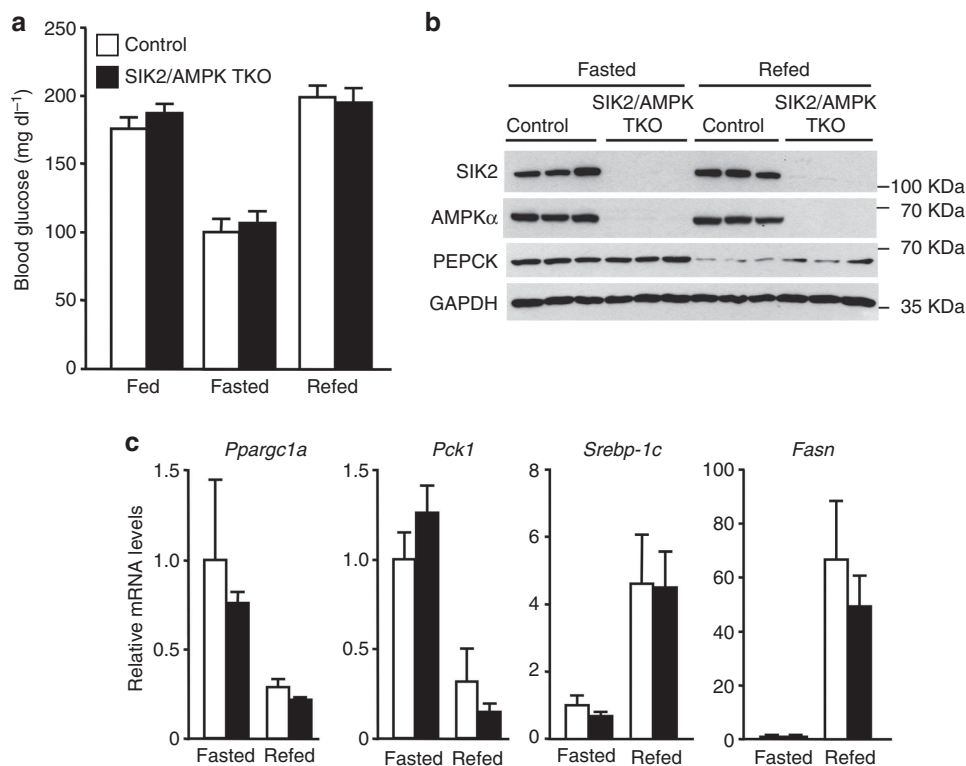 a
250
200
150
100
50
0
Blood glucose (mg dl–1)
Control
SIK2/AMPK TKO
Fed Fasted Refed
b
Fasted Refed
Control SIK2/AMPK TKO Control SIK2/AMPK TKO
SIK2
100 KDa
AMPKα
70 KDa
PEPCK
70 KDa
GAPDH
35 KDa
c
Relative mRNA levels
Ppargc1a
1.5
1.0
0.5
0
Fasted Refed
Pck1
1.5
1.0
0.5
0
Fasted Refed
Srebp-1c
8
6
4
2
0
Fasted Refed
Fasn
100
80
60
40
20
0
Fasted Refed